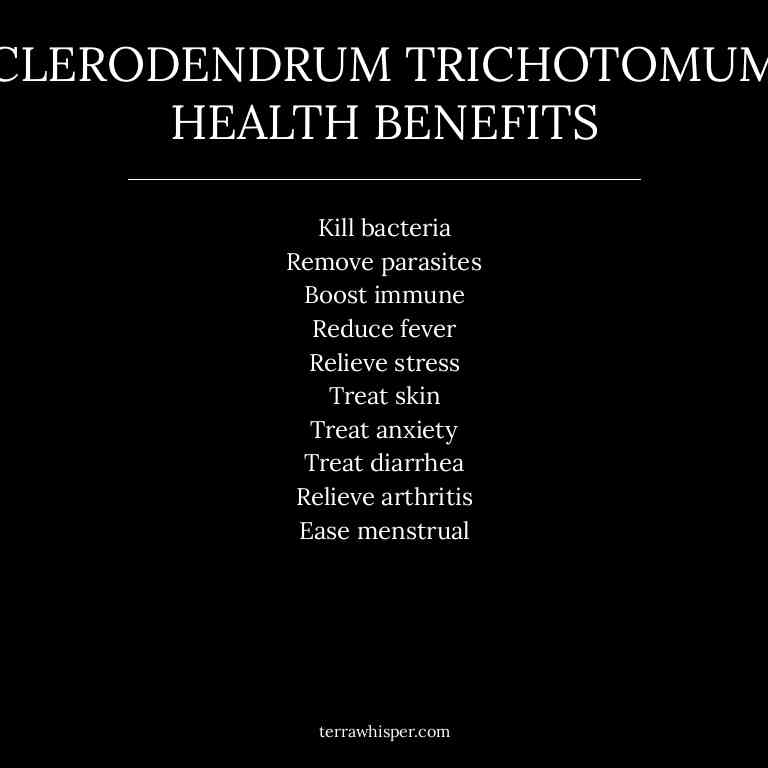 CLERODENDRUM TRICHOTOMUM
HEALTH BENEFITS
Kill bacteria
Remove parasites
Boost immune
Reduce fever
Relieve stress
Treat skin
Treat anxiety
Treat diarrhea
Relieve arthritis
Ease menstrual
terrawhisper.com